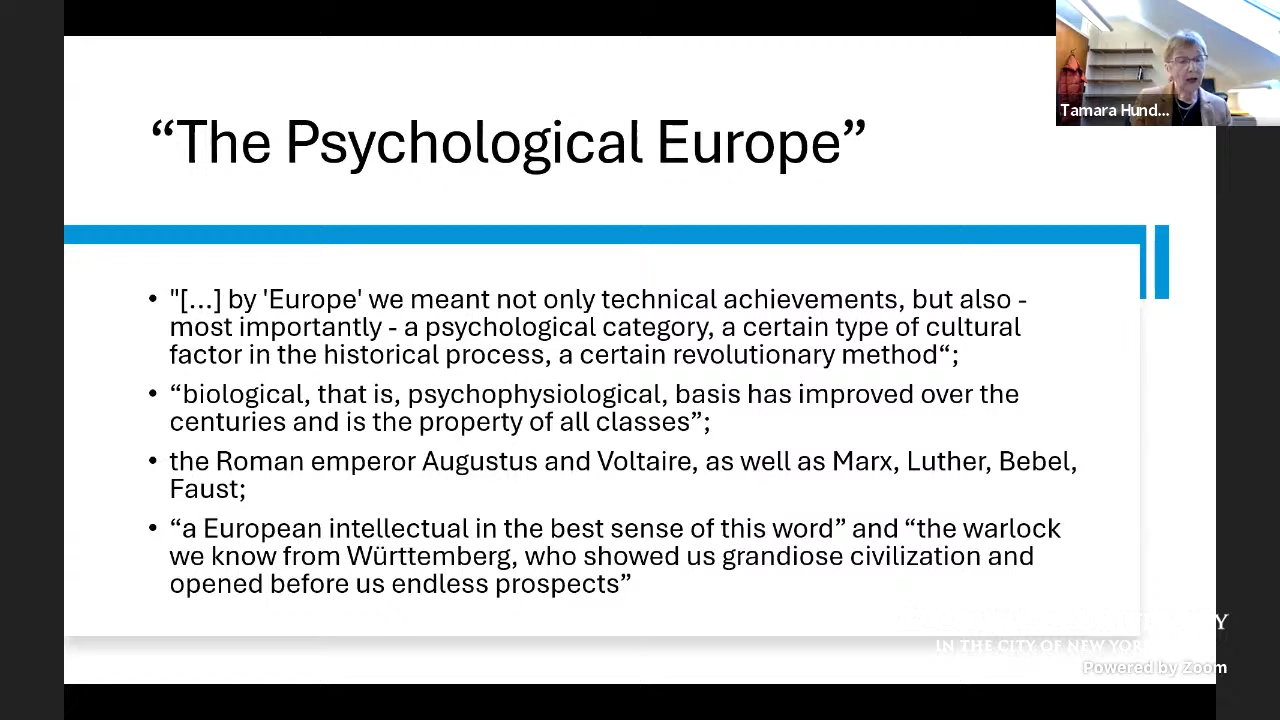 “The Psychological Europe”
Tamara Hund...
• "[...] by 'Europe' we meant not only technical achievements, but also -
most importantly - a psychological category, a certain type of cultural
factor in the historical process, a certain revolutionary method“;
• “biological, that is, psychophysiological, basis has improved over the
centuries and is the property of all classes”;
• the Roman emperor Augustus and Voltaire, as well as Marx, Luther, Bebel,
Faust;
• “a European intellectual in the best sense of this word” and “the warlock
we know from Württemberg, who showed us grandiose civilization and
opened before us endless prospects”
IN THE CITY OF NEW YORK
Powered by Zoom